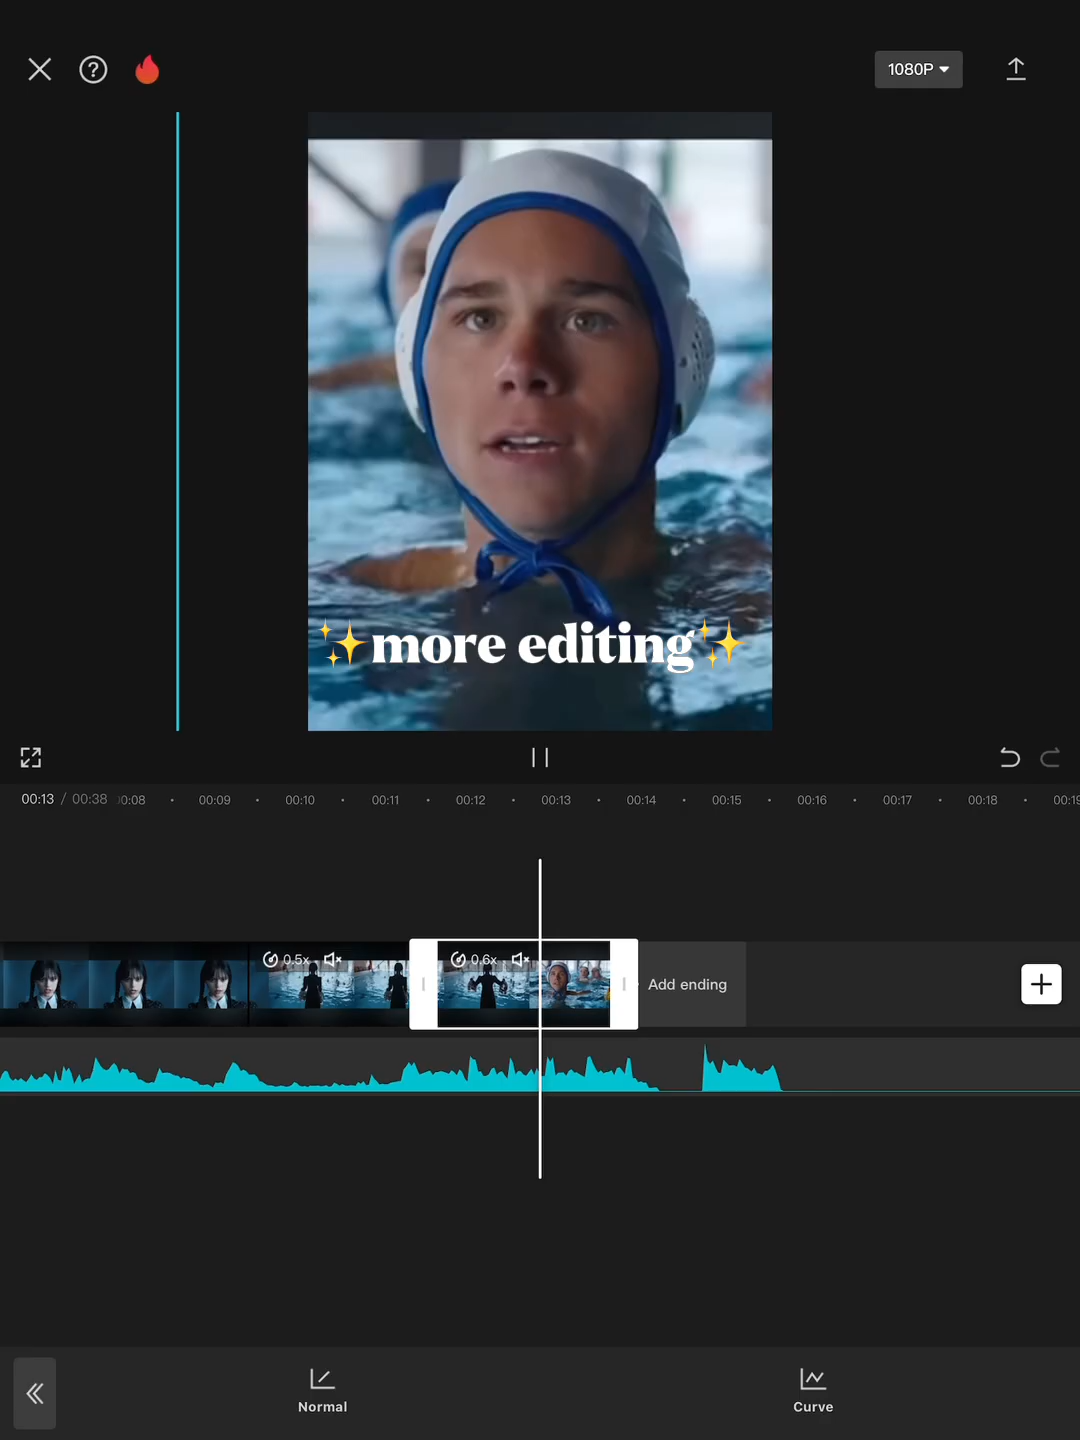 1080P
✨more editing✨
00:13 / 00:38
00:08 00:09 00:10 00:11 00:12 00:13 00:14 00:15 00:16 00:17 00:18 00:19
0.5x 0.6x Add ending
Normal Curve